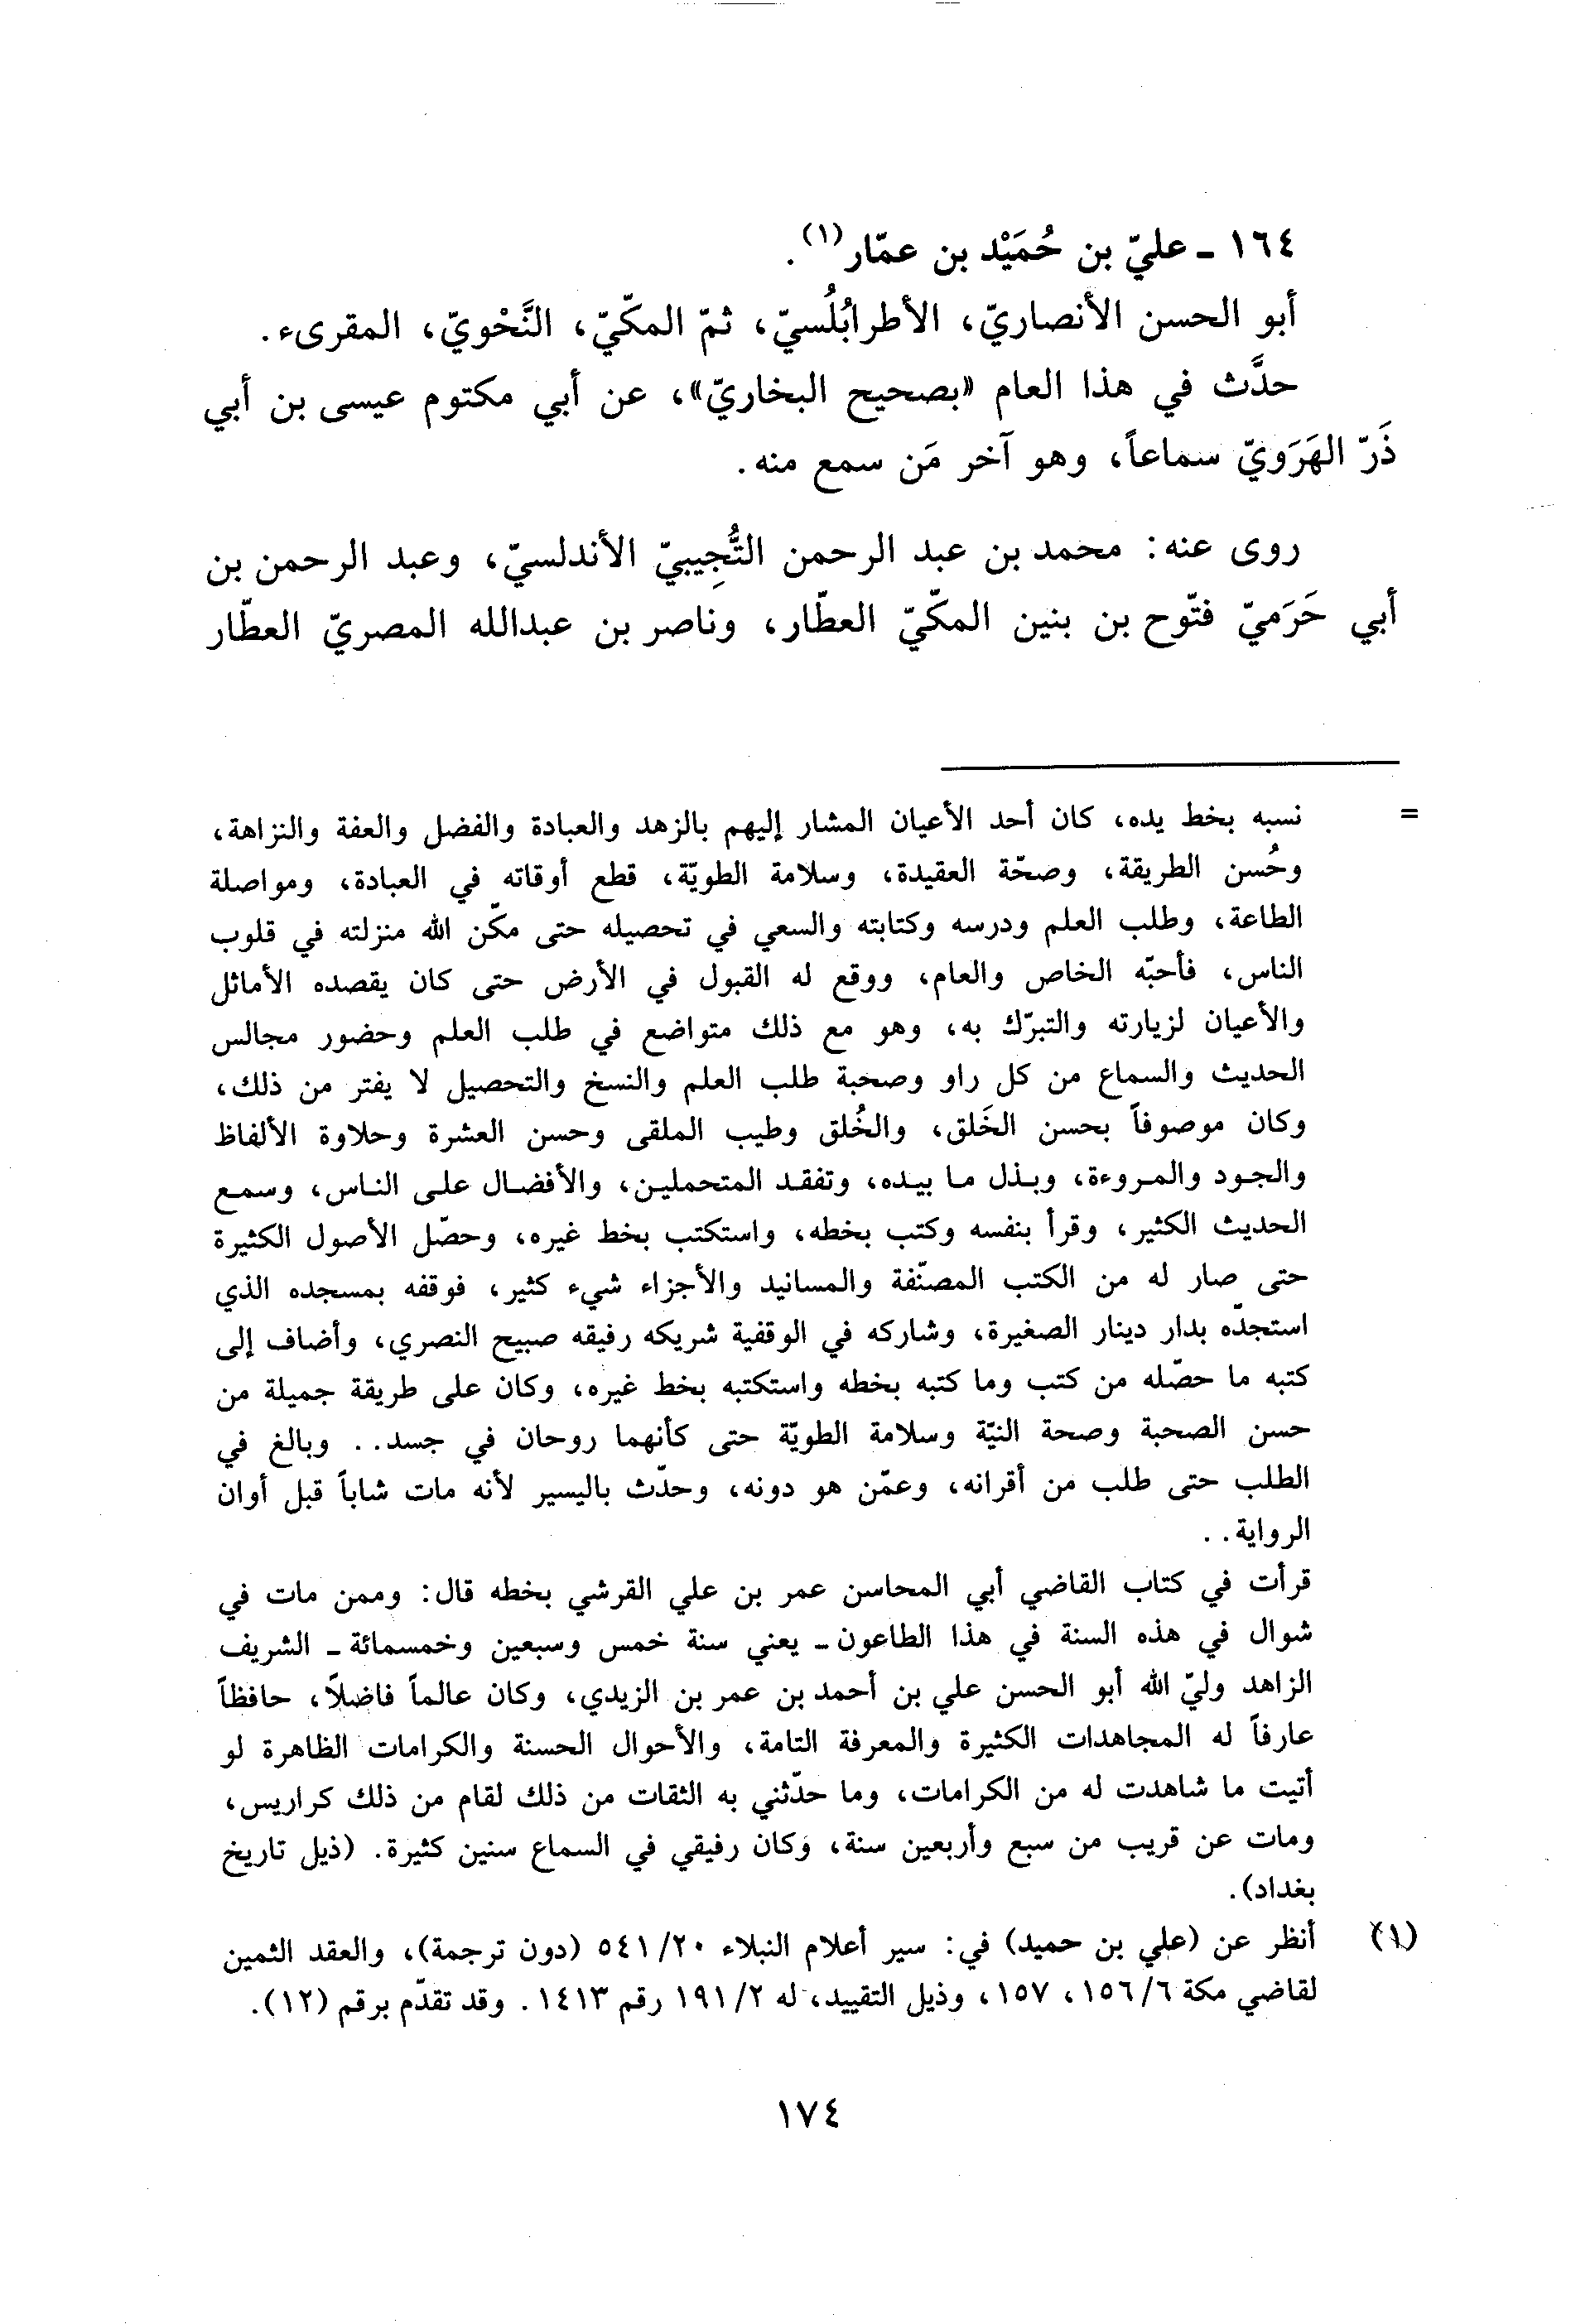 ١٦٤ ـ عليّ بن حُمَيْد بن عمّار(١).
أبو الحسن الأنصاريّ، الأطرابُلُسيّ، ثمّ المكّيّ، النَّحْويّ، المقرىء.
حدَّث في هذا العام «بصحيح البخاريّ»، عن أبي مكتوم عيسى بن أبي
ذَرّ الهَرَويّ سماعاً، وهو آخر مَن سمع منه.
روى عنه: محمد بن عبد الرحمن التُّجِيبيّ الأندلسيّ، وعبد الرحمن بن
أبي حَرَميّ فتّوح بن بنين المكّيّ العطّار، وناصر بن عبدالله المصريّ العطّار
= نسبه بخط يده، كان أحد الأعيان المشار إليهم بالزهد والعبادة والفضل والعفة والنزاهة،
وحُسن الطريقة، وصحّة العقيدة، وسلامة الطويّة، قطع أوقاته في العبادة، ومواصلة
الطاعة، وطلب العلم ودرسه وكتابته والسعي في تحصيله حتى مكّن الله منزلته في قلوب
الناس، فأحبّه الخاص والعام، ووقع له القبول في الأرض حتى كان يقصده الأماثل
والأعيان لزيارته والتبرّك به، وهو مع ذلك متواضع في طلب العلم وحضور مجالس
الحديث والسماع من كل راو وصحبة طلب العلم والنسخ والتحصيل لا يفتر من ذلك،
وكان موصوفاً بحسن الخَلق، والخُلق وطيب الملقى وحسن العشرة وحلاوة الألفاظ
والجود والمروءة، وبذل ما بيده، وتفقد المتحملين، والأفضال على الناس، وسمع
الحديث الكثير، وقرأ بنفسه وكتب بخطه، واستكتب بخط غيره، وحصّل الأصول الكثيرة
حتى صار له من الكتب المصنّفة والمسانيد والأجزاء شيء كثير، فوقفه بمسجده الذي
استجدّه بدار دينار الصغيرة، وشاركه في الوقفية شريكه رفيقه صبيح النصري، وأضاف إلى
كتبه ما حصّله من كتب وما كتبه بخطه واستكتبه بخط غيره، وكان على طريقة جميلة من
حسن الصحبة وصحة النيّة وسلامة الطويّة حتى كأنهما روحان في جسد.. وبالغ في
الطلب حتى طلب من أقرانه، وعمّن هو دونه، وحدّث باليسير لأنه مات شاباً قبل أوان
الرواية..
قرأت في كتاب القاضي أبي المحاسن عمر بن علي القرشي بخطه قال: وممن مات في
شوال في هذه السنة في هذا الطاعون ـ يعني سنة خمس وسبعين وخمسمائة ـ الشريف
الزاهد وليّ الله أبو الحسن علي بن أحمد بن عمر بن الزيدي، وكان عالماً فاضلاً، حافظاً
عارفاً له المجاهدات الكثيرة والمعرفة التامة، والأحوال الحسنة والكرامات الظاهرة لو
أتيت ما شاهدت له من الكرامات، وما حدّثني به الثقات من ذلك لقام من ذلك كراريس،
ومات عن قريب من سبع وأربعين سنة، وكان رفيقي في السماع سنين كثيرة. (ذيل تاريخ
بغداد).
(١) أنظر عن (علي بن حميد) في: سير أعلام النبلاء ٢٠/ ٥٤١ (دون ترجمة)، والعقد الثمين
لقاضي مكة ٦/ ١٥٦، ١٥٧، وذيل التقييد، له ٢/ ١٩١ رقم ١٤١٣. وقد تقدّم برقم (١٢).
١٧٤